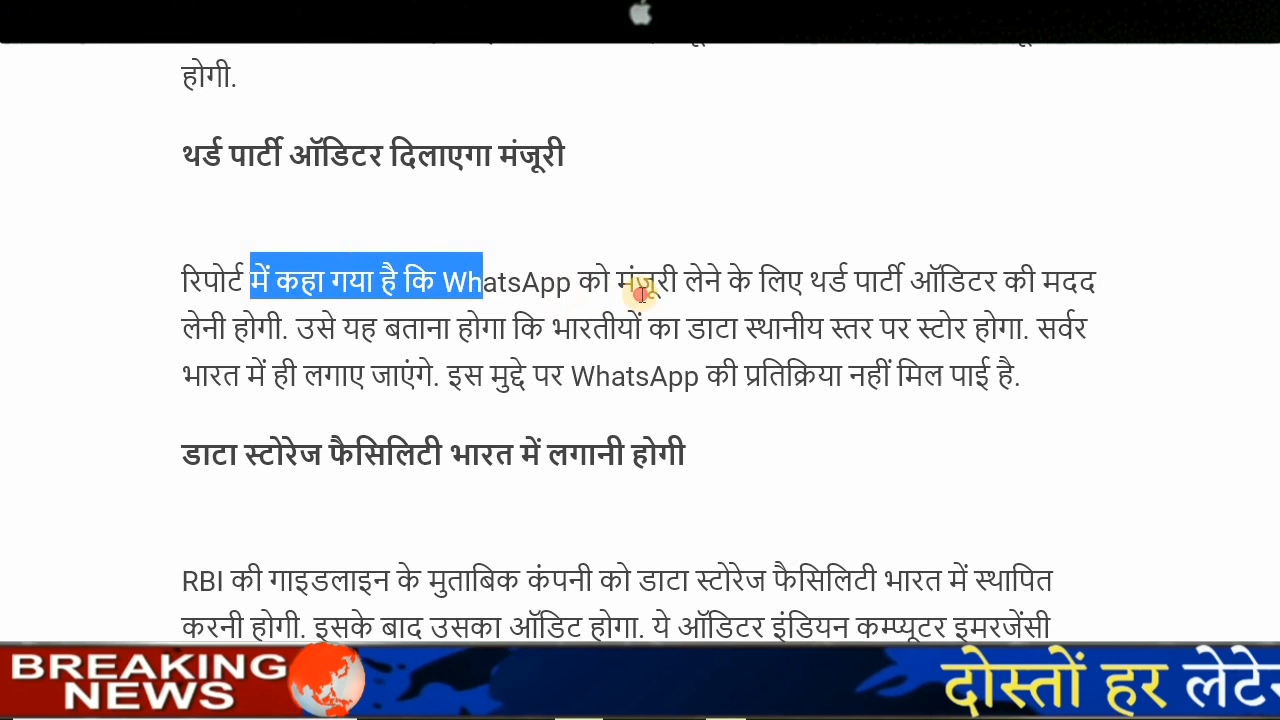 होगी.
थर्ड पार्टी ऑडिटर दिलाएगा मंजूरी
रिपोर्ट में कहा गया है कि WhatsApp को मंजूरी लेने के लिए थर्ड पार्टी ऑडिटर की मदद
लेनी होगी. उसे यह बताना होगा कि भारतीयों का डाटा स्थानीय स्तर पर स्टोर होगा. सर्वर
भारत में ही लगाए जाएंगे. इस मुद्दे पर WhatsApp की प्रतिक्रिया नहीं मिल पाई है.
डाटा स्टोरेज फैसिलिटी भारत में लगानी होगी
RBI की गाइडलाइन के मुताबिक कंपनी को डाटा स्टोरेज फैसिलिटी भारत में स्थापित
करनी होगी. इसके बाद उसका ऑडिट होगा. ये ऑडिटर इंडियन कम्प्यूटर इमरजेंसी
BREAKING
NEWS
दोस्तों हर